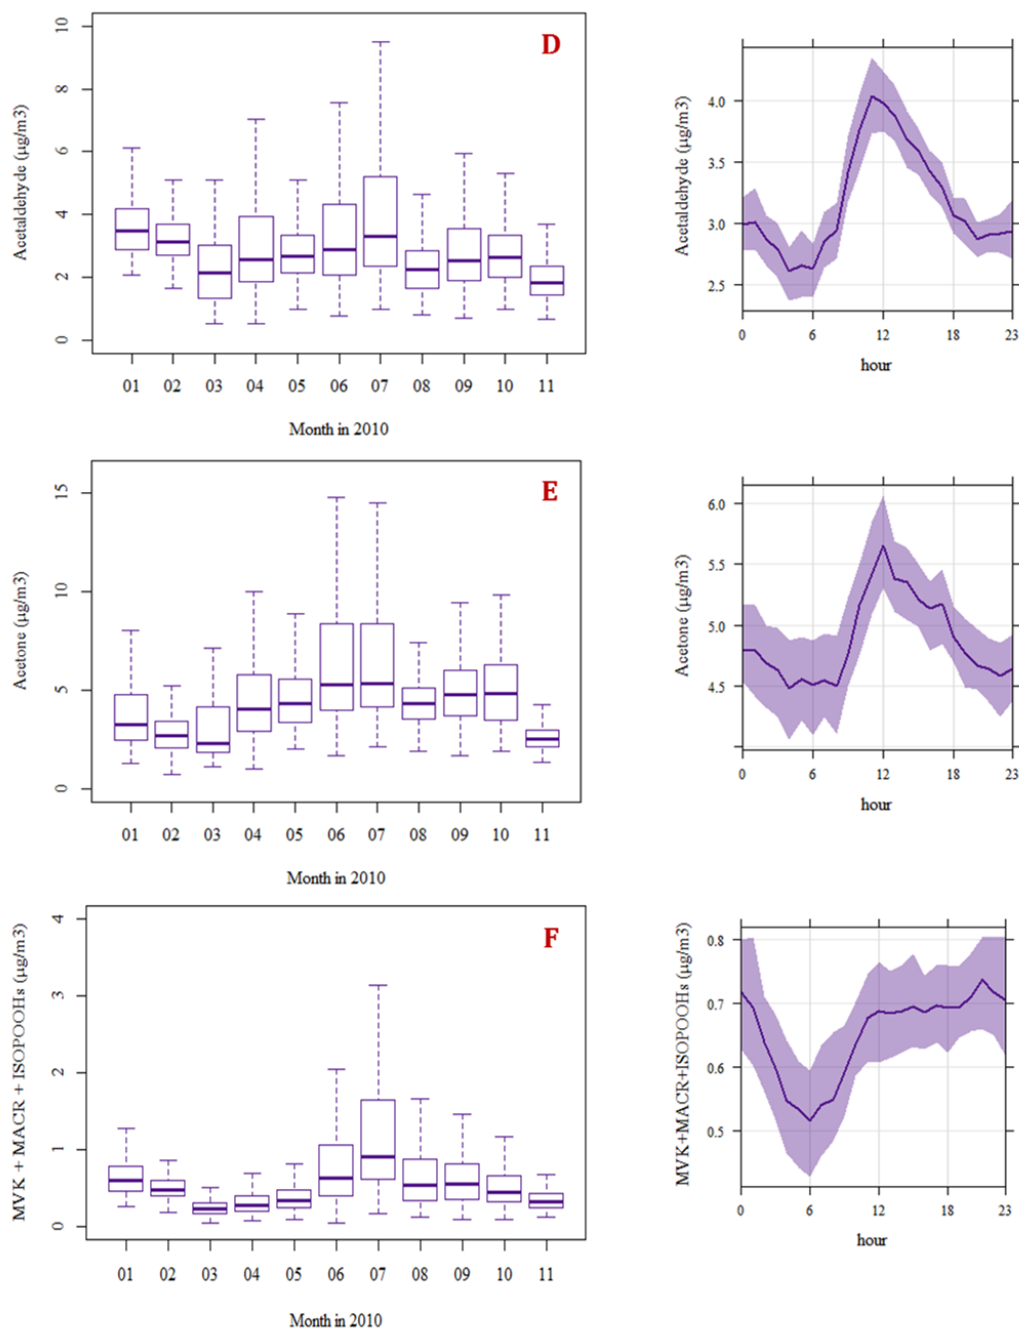 D
Acetaldehyde (µg/m3)
10
8
6
4
2
0
01 02 03 04 05 06 07 08 09 10 11
Month in 2010
Acetaldehyde (µg/m3)
4.0
3.5
3.0
2.5
0 6 12 18 23
hour
E
Acetone (µg/m3)
15
10
5
0
01 02 03 04 05 06 07 08 09 10 11
Month in 2010
Acetone (µg/m3)
6.0
5.5
5.0
4.5
0 6 12 18 23
hour
F
MVK + MACR + ISOPOOHs (µg/m3)
4
3
2
1
0
01 02 03 04 05 06 07 08 09 10 11
Month in 2010
MVK+MACR+ISOPOOHs (µg/m3)
0.8
0.7
0.6
0.5
0 6 12 18 23
hour